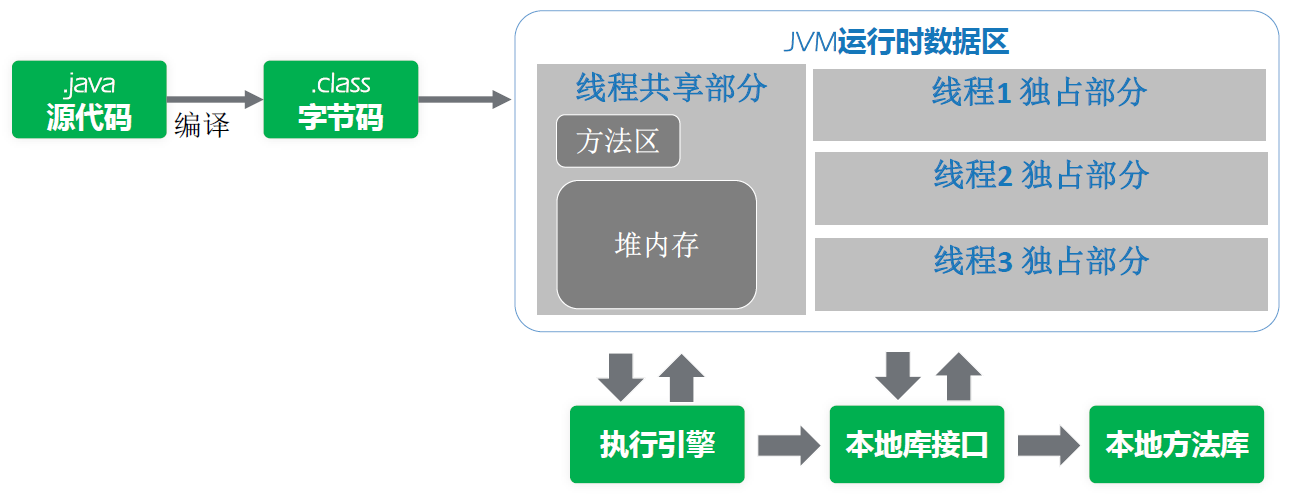 .java
源代码
编译
.class
字节码
JVM运行时数据区
线程共享部分
方法区
堆内存
线程1 独占部分
线程2 独占部分
线程3 独占部分
执行引擎
本地库接口
本地方法库